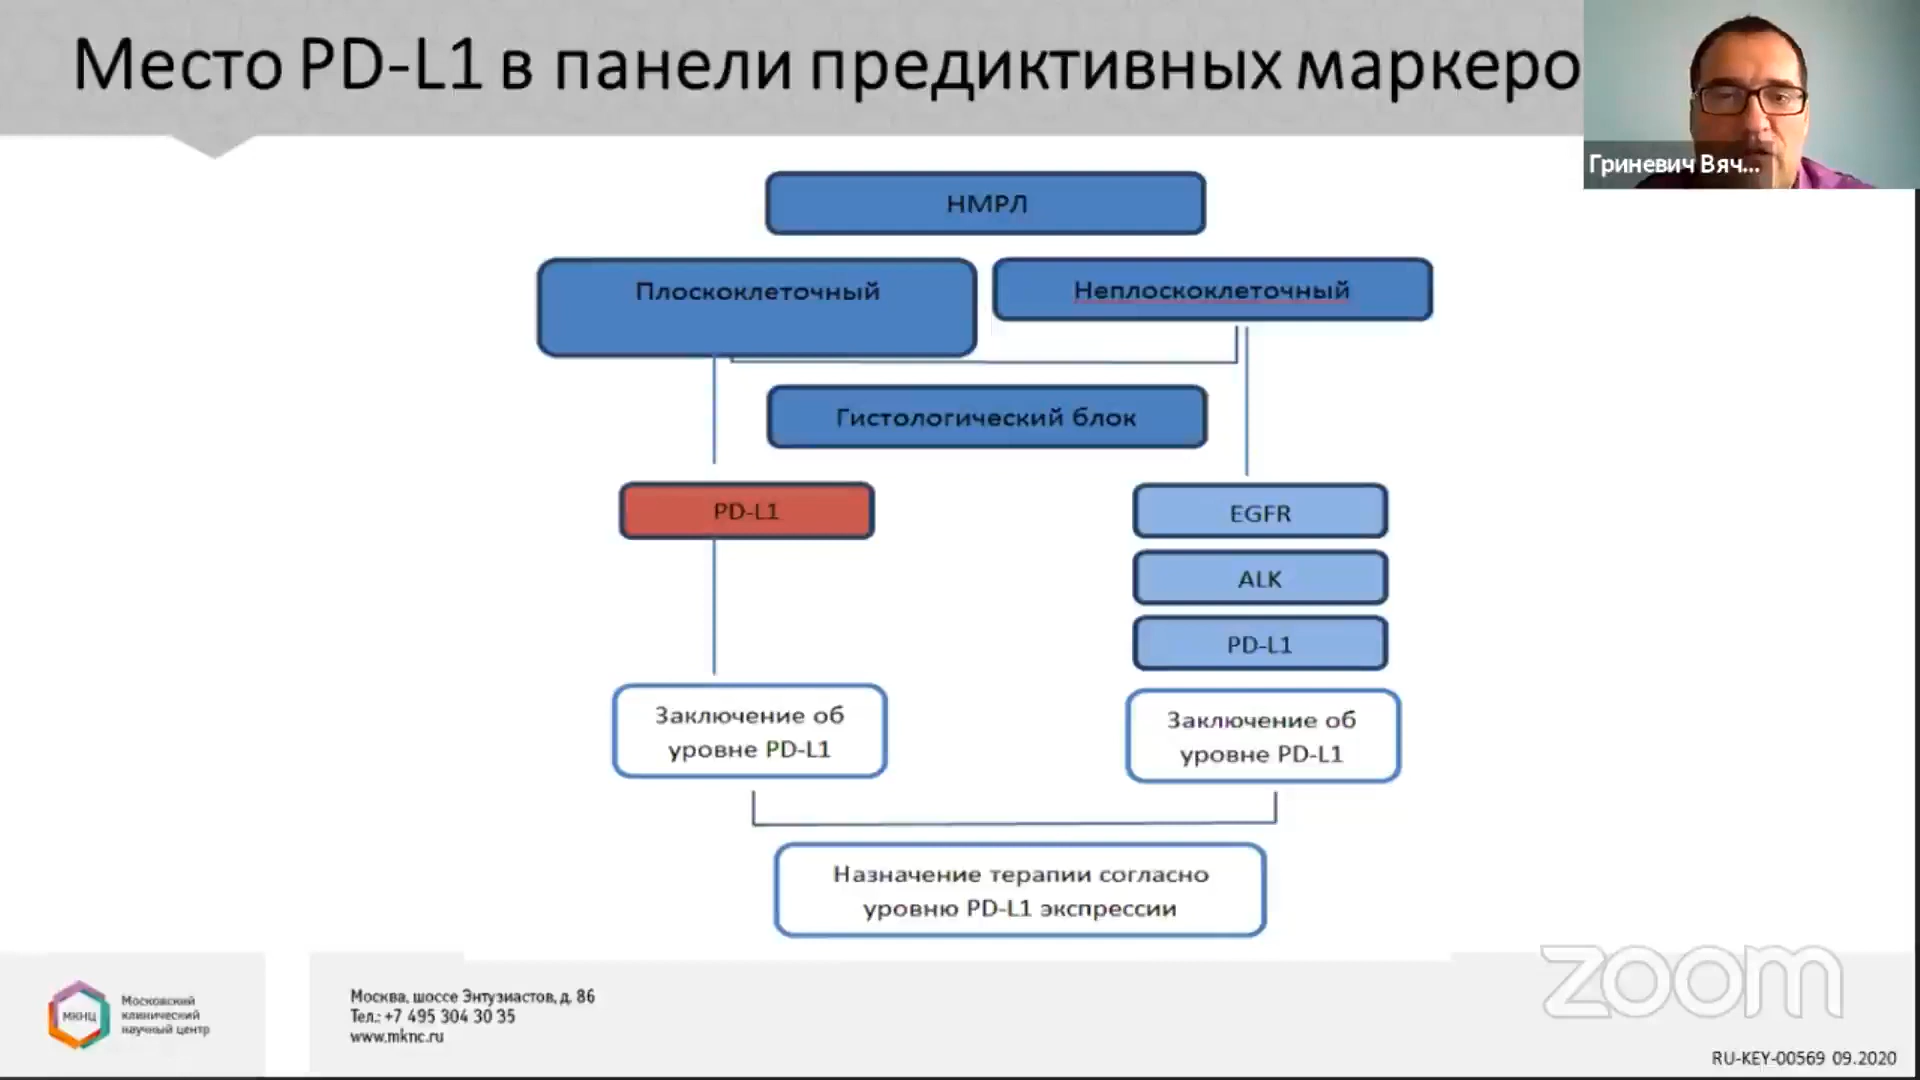 Место PD-L1 в панели предиктивных маркеро
Гриневич Вяч...
НМРЛ
Плоскоклеточный
Неплоскоклеточный
Гистологический блок
PD-L1
EGFR
ALK
PD-L1
Заключение об
уровне PD-L1
Заключение об
уровне PD-L1
Назначение терапии согласно
уровню PD-L1 экспрессии
МКНЦ
Московский
клинический
научный центр
Москва, шоссе Энтузиастов, д. 86
Тел.: +7 495 304 30 35
www.mknc.ru
zoom
RU-KEY-00569 09.2020